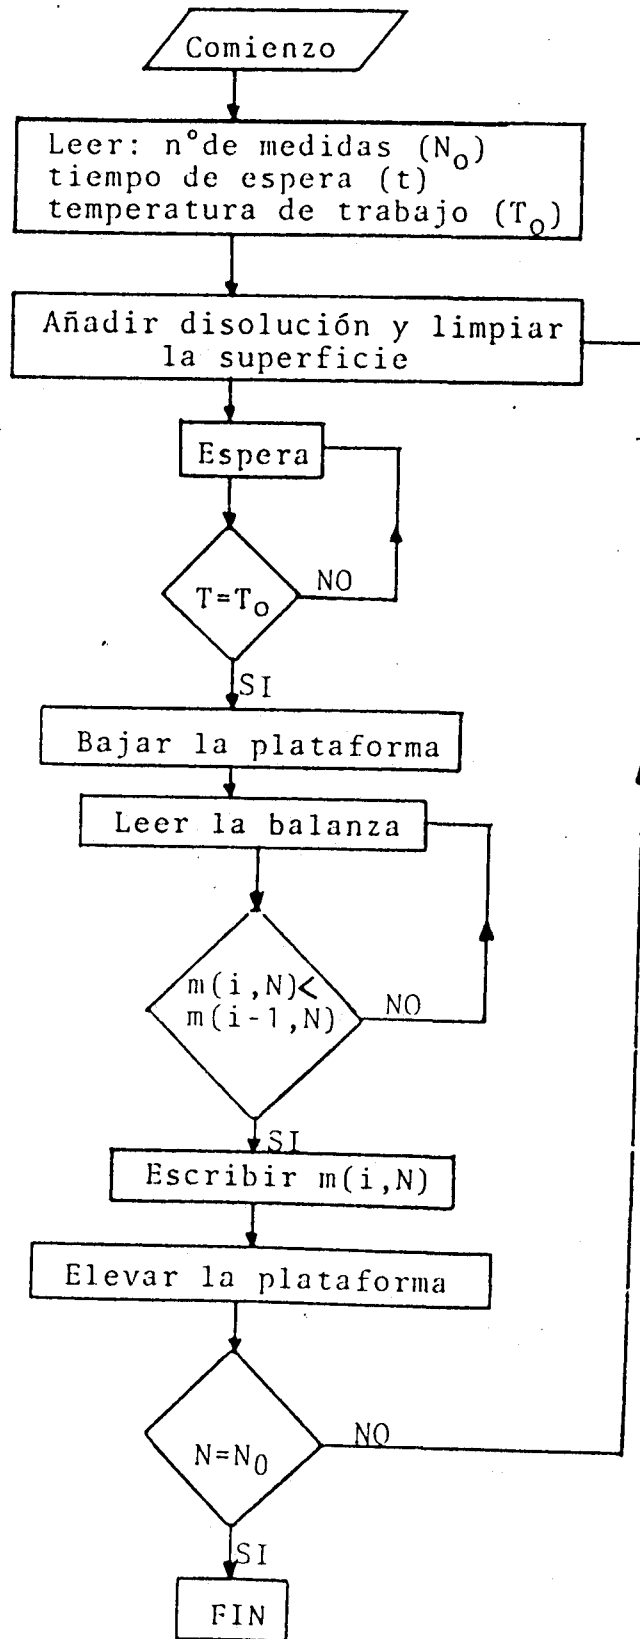 Comienzo
Leer: n°de medidas (N₀)
tiempo de espera (t)
temperatura de trabajo (T₀)
Añadir disolución y limpiar
la superficie
Espera
T=T₀
NO
SI
Bajar la plataforma
Leer la balanza
m(i,N)<
m(i-1,N)
NO
SI
Escribir m(i,N)
Elevar la plataforma
N=N₀
NO
SI
FIN